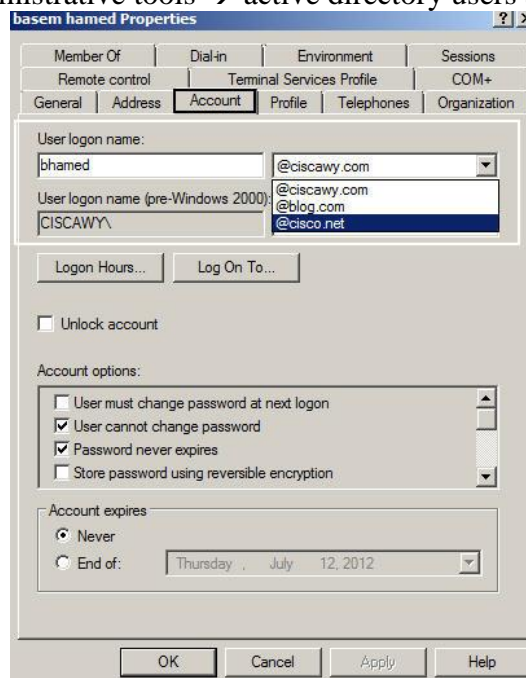 ministrative tools → active directory users
basem hamed Properties
Member Of Dial-in Environment Sessions
Remote control Terminal Services Profile COM+
General Address Account Profile Telephones Organization
User logon name:
bhamed @ciscawy.com
@ciscawy.com
User logon name (pre-Windows 2000):
@blog.com
CISCAWY\ @cisco.net
Logon Hours... Log On To...
Unlock account
Account options:
User must change password at next logon
User cannot change password
Password never expires
Store password using reversible encryption
Account expires
Never
End of: Thursday , July 12, 2012
OK Cancel Apply Help